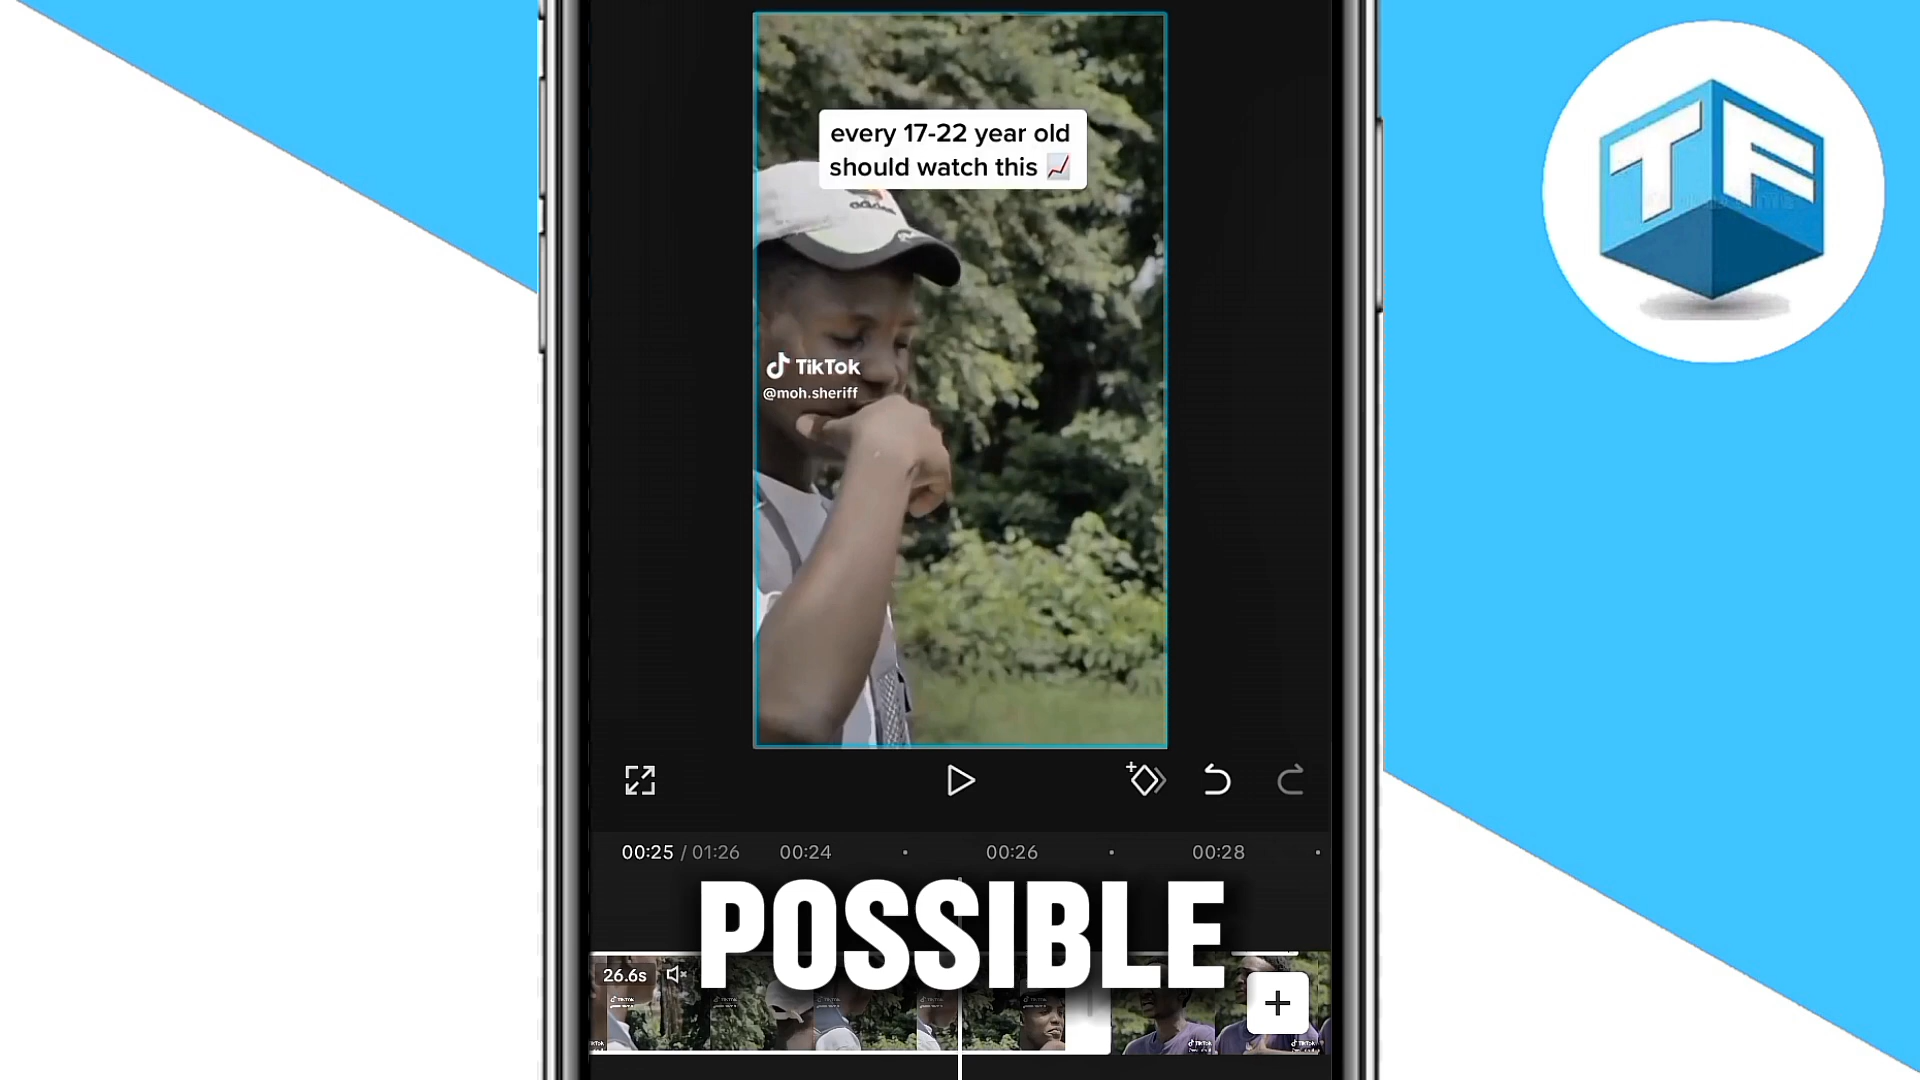 every 17-22 year old
should watch this 📈
adidas
TikTok
@moh.sheriff
TF
00:25 / 01:26 00:24 00:26 00:28
POSSIBLE
26.6s